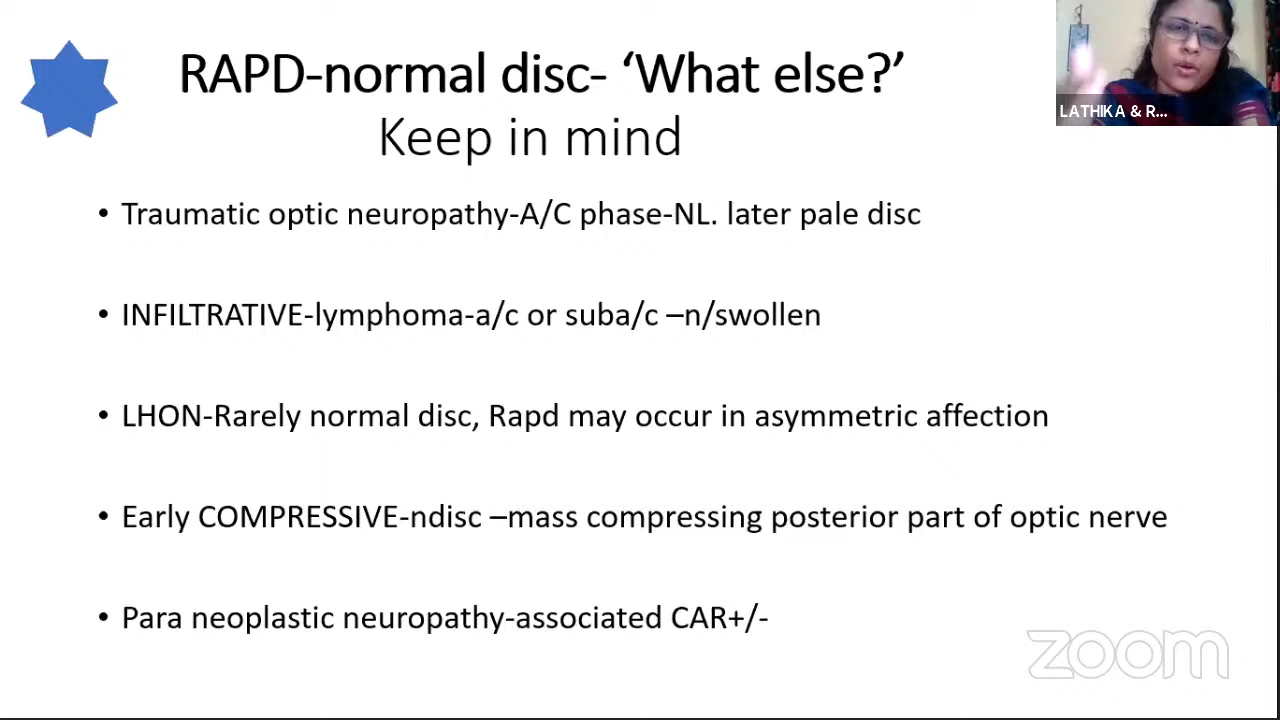 RAPD-normal disc- ‘What else?’
Keep in mind
LATHIKA & R...
• Traumatic optic neuropathy-A/C phase-NL. later pale disc
• INFILTRATIVE-lymphoma-a/c or suba/c –n/swollen
• LHON-Rarely normal disc, Rapd may occur in asymmetric affection
• Early COMPRESSIVE-ndisc –mass compressing posterior part of optic nerve
• Para neoplastic neuropathy-associated CAR+/-
zoom